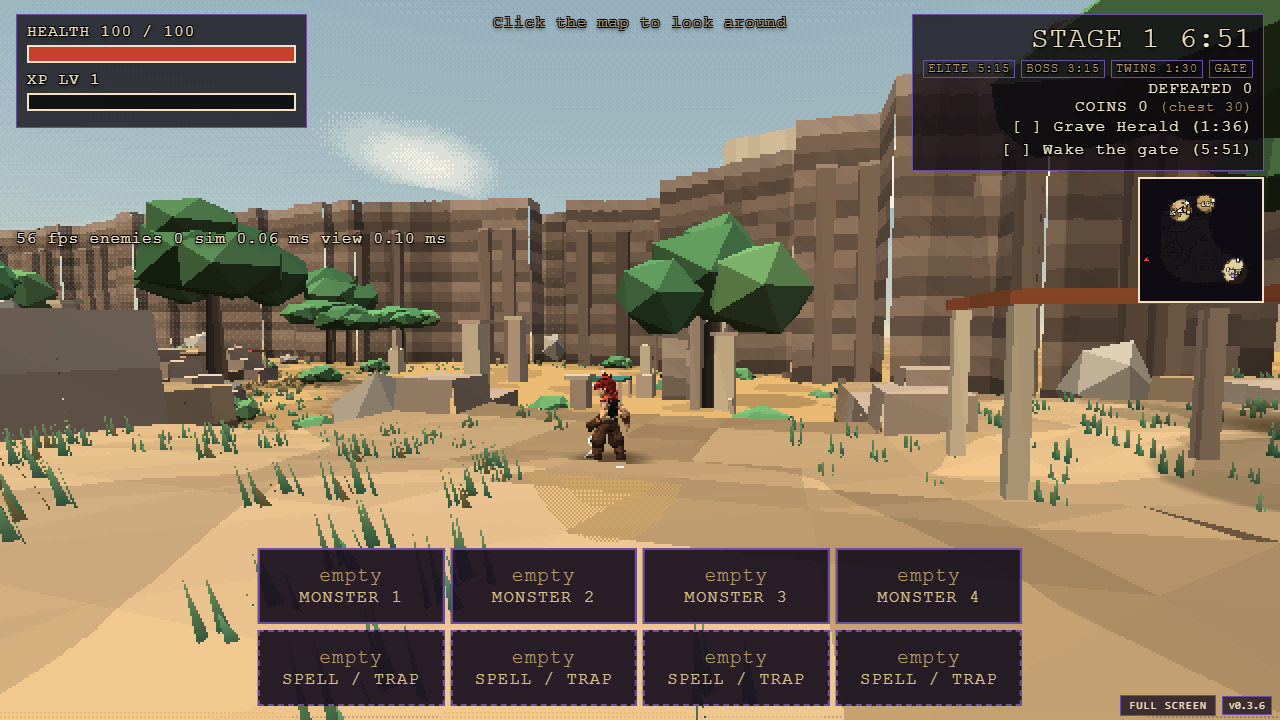 HEALTH 100 / 100
XP LV 1
Click the map to look around
STAGE 1 6:51
ELITE 5:15 BOSS 3:15 TWINS 1:30 GATE
DEFEATED 0
COINS 0 (chest 30)
[ ] Grave Herald (1:36)
[ ] Wake the gate (5:51)
56 fps enemies 0 sim 0.06 ms view 0.10 ms
empty
MONSTER 1
empty
MONSTER 2
empty
MONSTER 3
empty
MONSTER 4
empty
SPELL / TRAP
empty
SPELL / TRAP
empty
SPELL / TRAP
empty
SPELL / TRAP
FULL SCREEN
v0.3.6